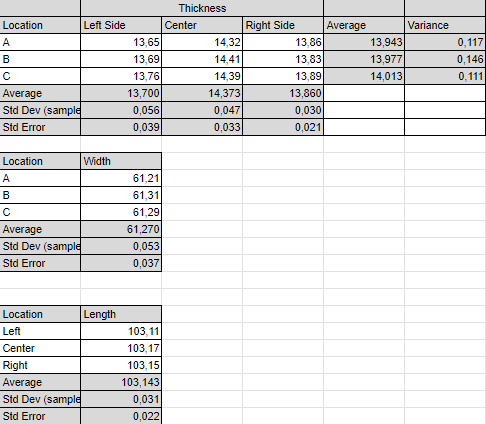 Thickness
Location Left Side Center Right Side Average Variance
A 13,65 14,32 13,86 13,943 0,117
B 13,69 14,41 13,83 13,977 0,146
C 13,76 14,39 13,89 14,013 0,111
Average 13,700 14,373 13,860
Std Dev (sample 0,056 0,047 0,030
Std Error 0,039 0,033 0,021
Location Width
A 61,21
B 61,31
C 61,29
Average 61,270
Std Dev (sample 0,053
Std Error 0,037
Location Length
Left 103,11
Center 103,17
Right 103,15
Average 103,143
Std Dev (sample 0,031
Std Error 0,022